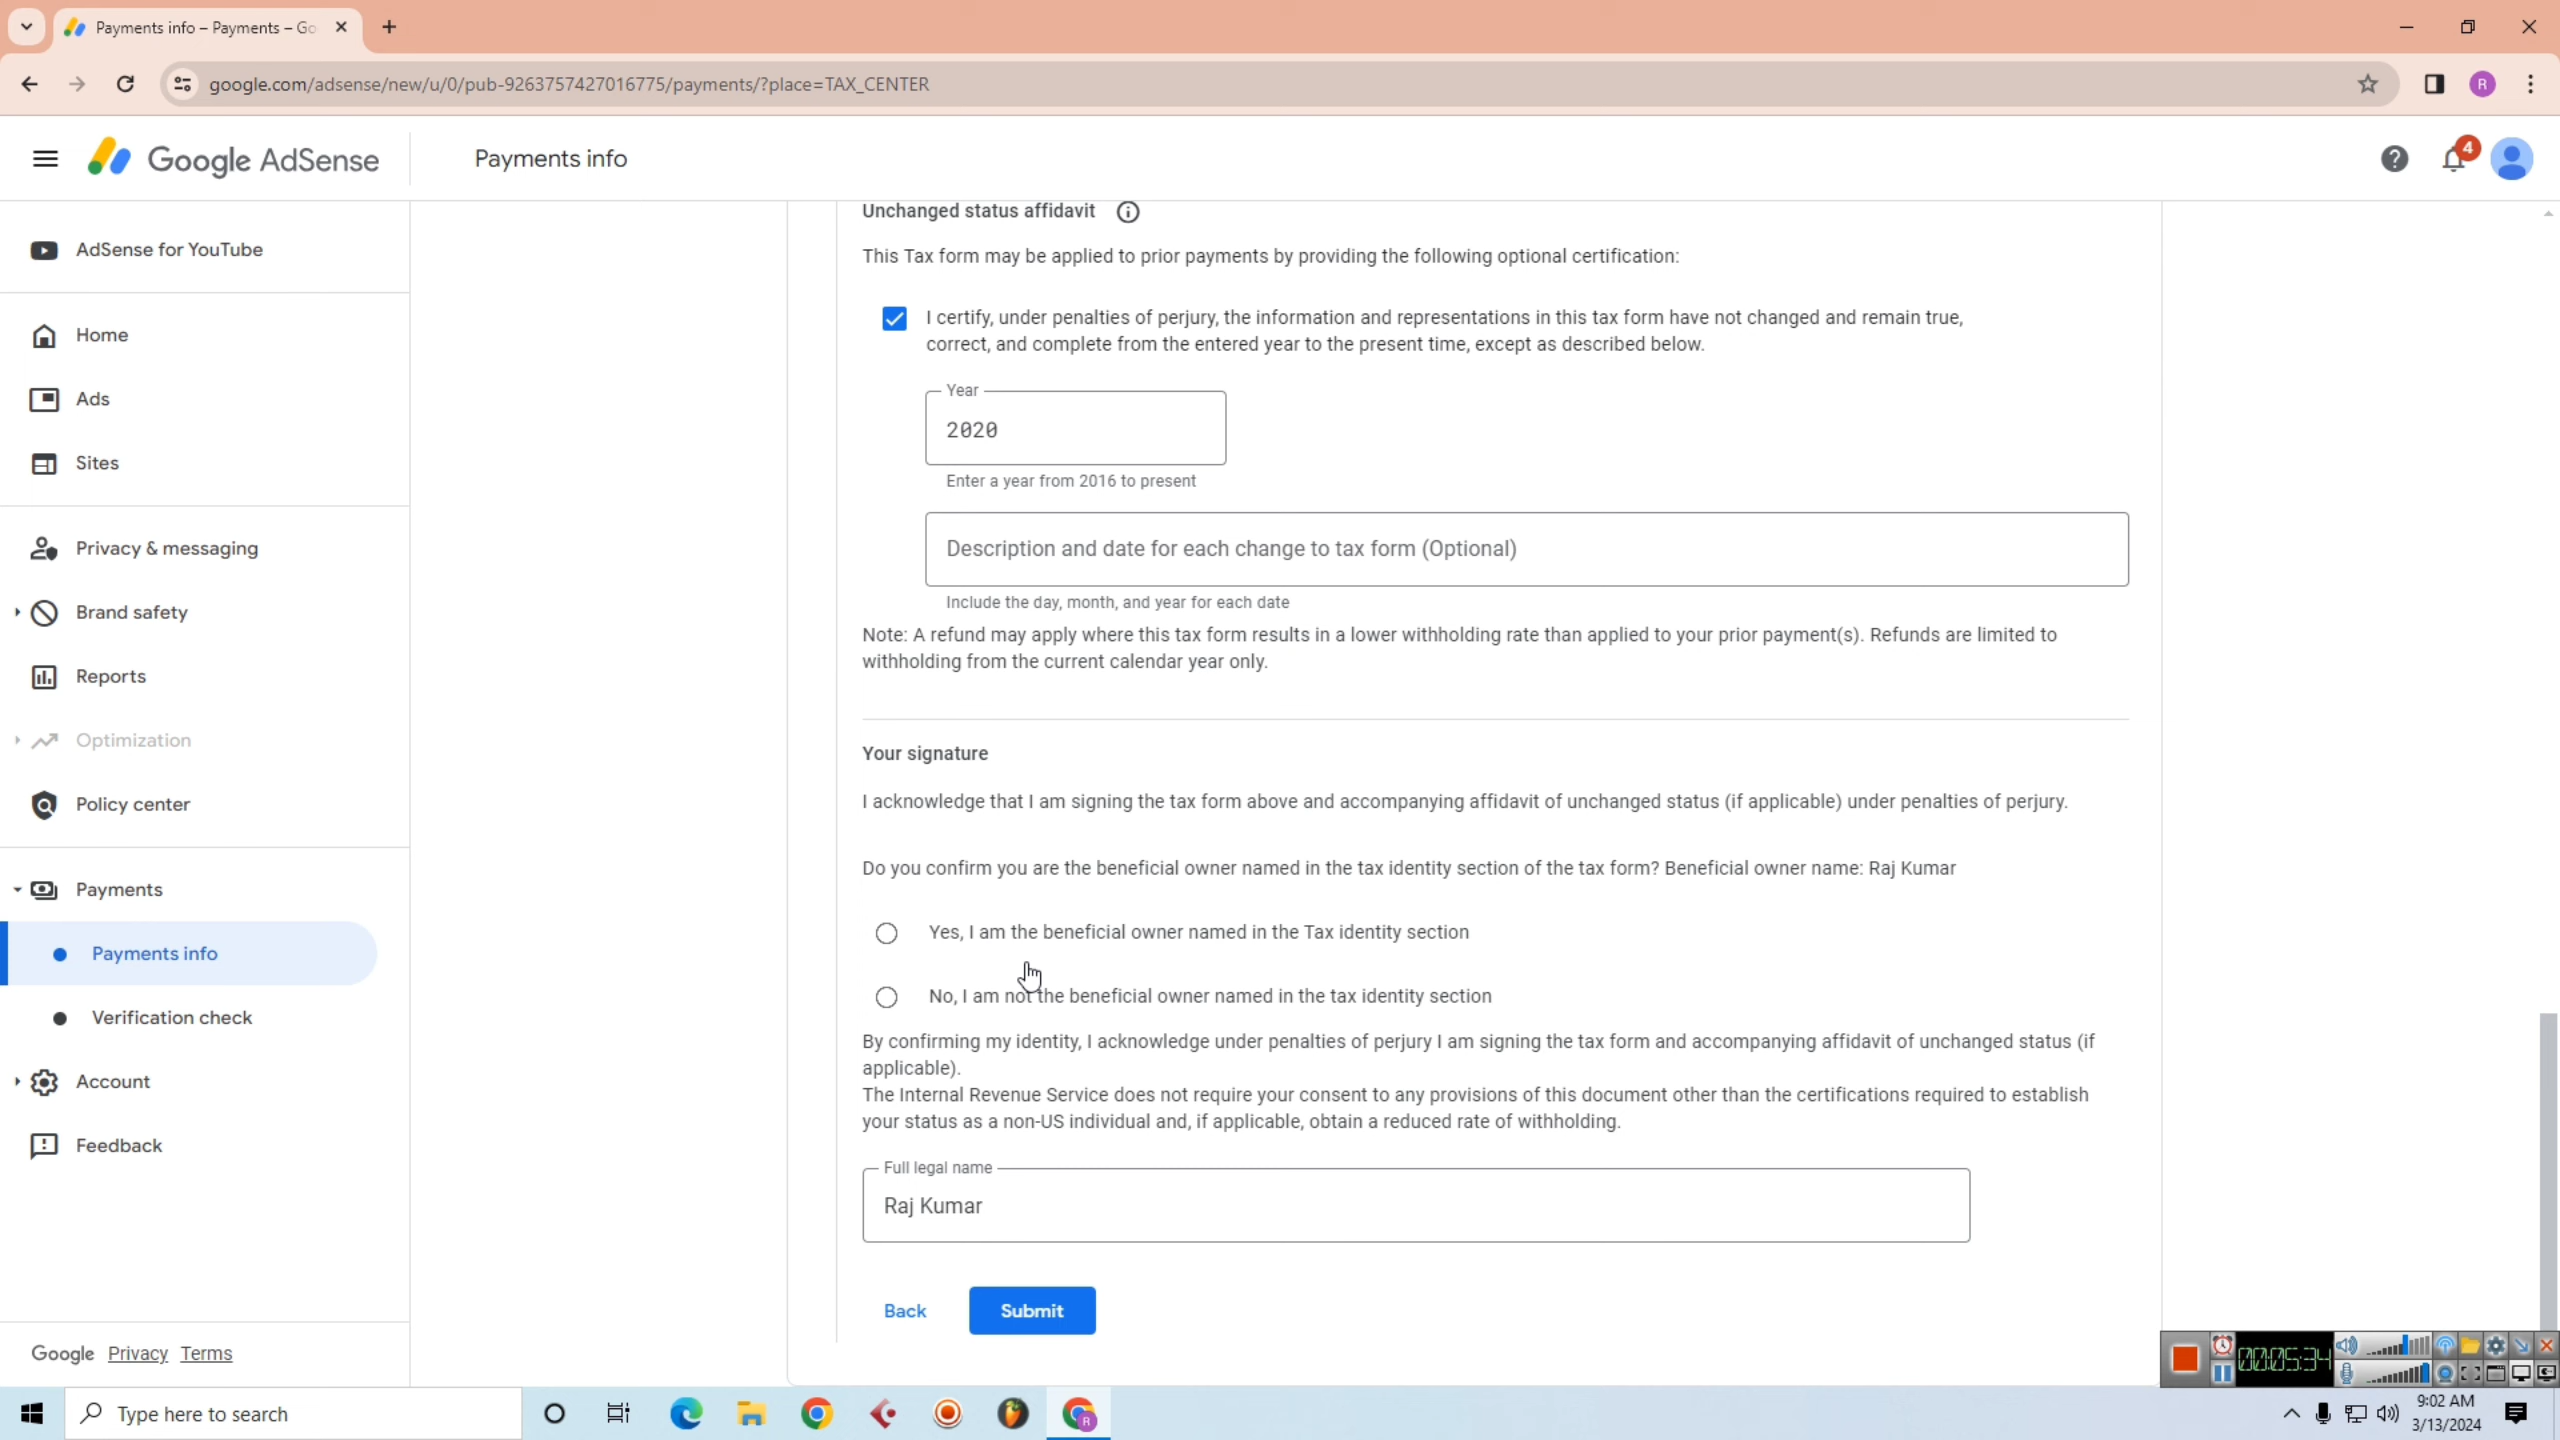 Payments info – Payments – Go
google.com/adsense/new/u/0/pub-9263757427016775/payments/?place=TAX_CENTER
R
Google AdSense
Payments info
4
AdSense for YouTube
Home
Ads
Sites
Privacy & messaging
Brand safety
Reports
Optimization
Policy center
Payments
Payments info
Verification check
Account
Feedback
Google Privacy Terms
Unchanged status affidavit
This Tax form may be applied to prior payments by providing the following optional certification:
I certify, under penalties of perjury, the information and representations in this tax form have not changed and remain true,
correct, and complete from the entered year to the present time, except as described below.
Year
2020
Enter a year from 2016 to present
Description and date for each change to tax form (Optional)
Include the day, month, and year for each date
Note: A refund may apply where this tax form results in a lower withholding rate than applied to your prior payment(s). Refunds are limited to
withholding from the current calendar year only.
Your signature
I acknowledge that I am signing the tax form above and accompanying affidavit of unchanged status (if applicable) under penalties of perjury.
Do you confirm you are the beneficial owner named in the tax identity section of the tax form? Beneficial owner name: Raj Kumar
Yes, I am the beneficial owner named in the Tax identity section
No, I am not the beneficial owner named in the tax identity section
By confirming my identity, I acknowledge under penalties of perjury I am signing the tax form and accompanying affidavit of unchanged status (if
applicable).
The Internal Revenue Service does not require your consent to any provisions of this document other than the certifications required to establish
your status as a non-US individual and, if applicable, obtain a reduced rate of withholding.
Full legal name
Raj Kumar
Back
Submit
00:05:34
Type here to search
R
9:02 AM
3/13/2024